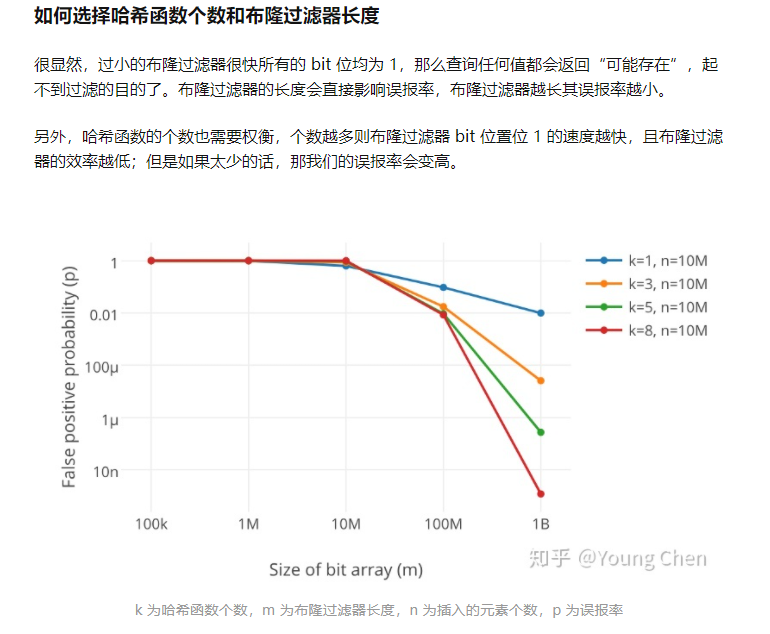 如何选择哈希函数个数和布隆过滤器长度
很显然，过小的布隆过滤器很快所有的 bit 位均为 1，那么查询任何值都会返回“可能存在”，起
不到过滤的目的了。布隆过滤器的长度会直接影响误报率，布隆过滤器越长其误报率越小。
另外，哈希函数的个数也需要权衡，个数越多则布隆过滤器 bit 位置位 1 的速度越快，且布隆过滤
器的效率越低；但是如果太少的话，那我们的误报率会变高。
False positive probability (p)
1
0.01
100μ
1μ
10n
100k
1M
10M
100M
1B
Size of bit array (m)
k=1, n=10M
k=3, n=10M
k=5, n=10M
k=8, n=10M
知乎 @Young Chen
k 为哈希函数个数，m 为布隆过滤器长度，n 为插入的元素个数，p 为误报率